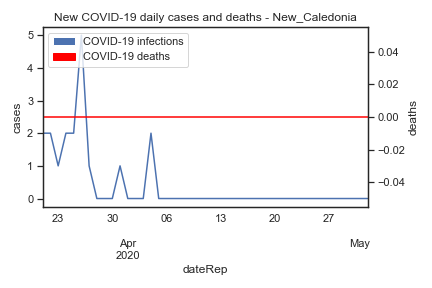 New COVID-19 daily cases and deaths - New_Caledonia
COVID-19 infections
COVID-19 deaths
5
4
3
2
1
0
cases
0.04
0.02
0.00
−0.02
−0.04
deaths
23 30 06 13 20 27
Apr May
2020
dateRep